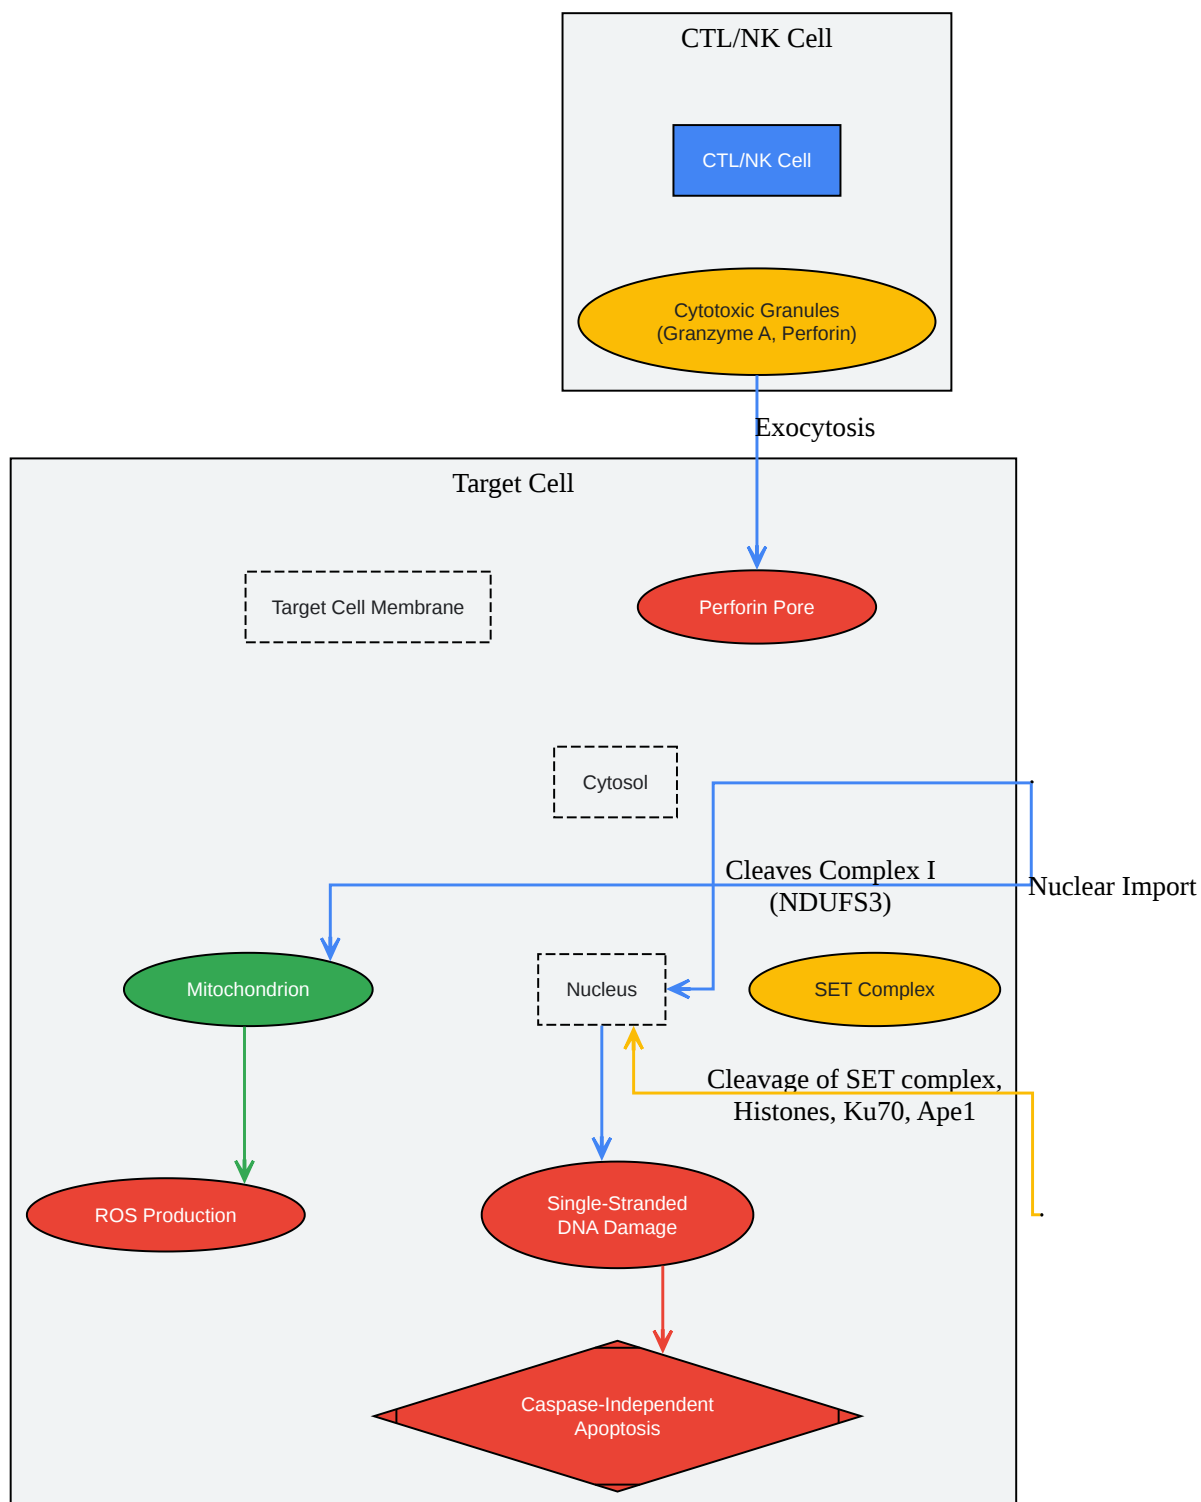 CTL/NK Cell
CTL/NK Cell
Cytotoxic Granules
(Granzyme A, Perforin)
Exocytosis
Target Cell
Target Cell Membrane
Perforin Pore
Cytosol
Cleaves Complex I
(NDUFS3)
Nuclear Import
Mitochondrion
Nucleus
SET Complex
Cleavage of SET complex,
Histones, Ku70, Ape1
ROS Production
Single-Stranded
DNA Damage
Caspase-Independent
Apoptosis